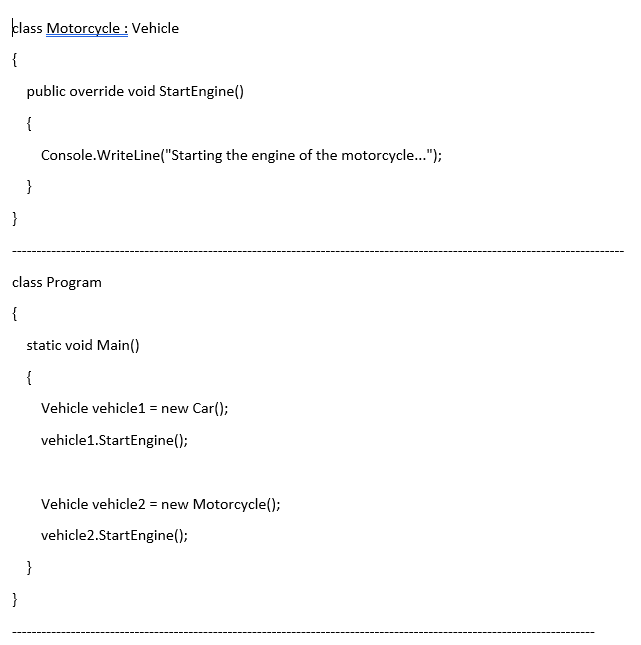 class Motorcycle : Vehicle
{
public override void StartEngine()
{
Console.WriteLine("Starting the engine of the motorcycle...");
}
}
----------------------------------------------------------------------------------------------------------------------------
class Program
{
static void Main()
{
Vehicle vehicle1 = new Car();
vehicle1.StartEngine();
Vehicle vehicle2 = new Motorcycle();
vehicle2.StartEngine();
}
}
----------------------------------------------------------------------------------------------------------------------